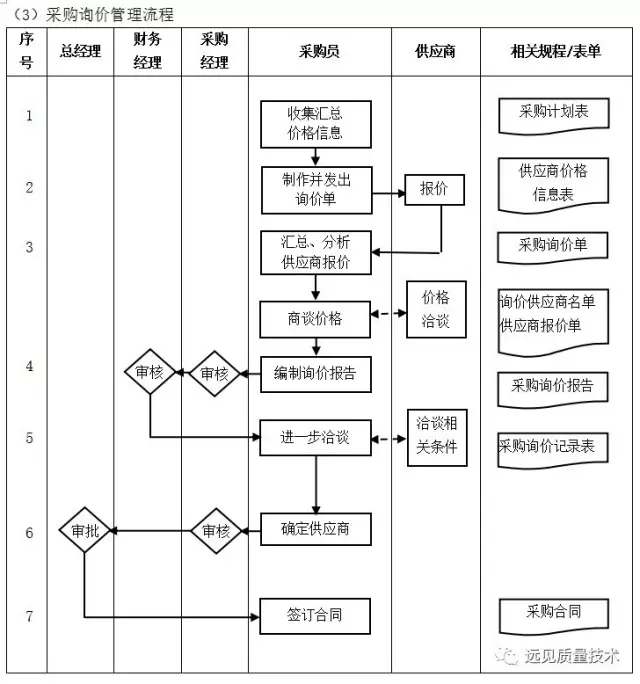 （3）采购询价管理流程
序
号
总经理
财务
经理
采购
经理
采购员
供应商
相关规程/表单
1
收集汇总
价格信息
采购计划表
2
制作并发出
询价单
报价
供应商价格
信息表
3
汇总、分析
供应商报价
采购询价单
商谈价格
价格
洽谈
询价供应商名单
供应商报价单
4
审核
审核
编制询价报告
采购询价报告
5
进一步洽谈
洽谈相
关条件
采购询价记录表
6
审批
审核
确定供应商
7
签订合同
采购合同
远见质量技术